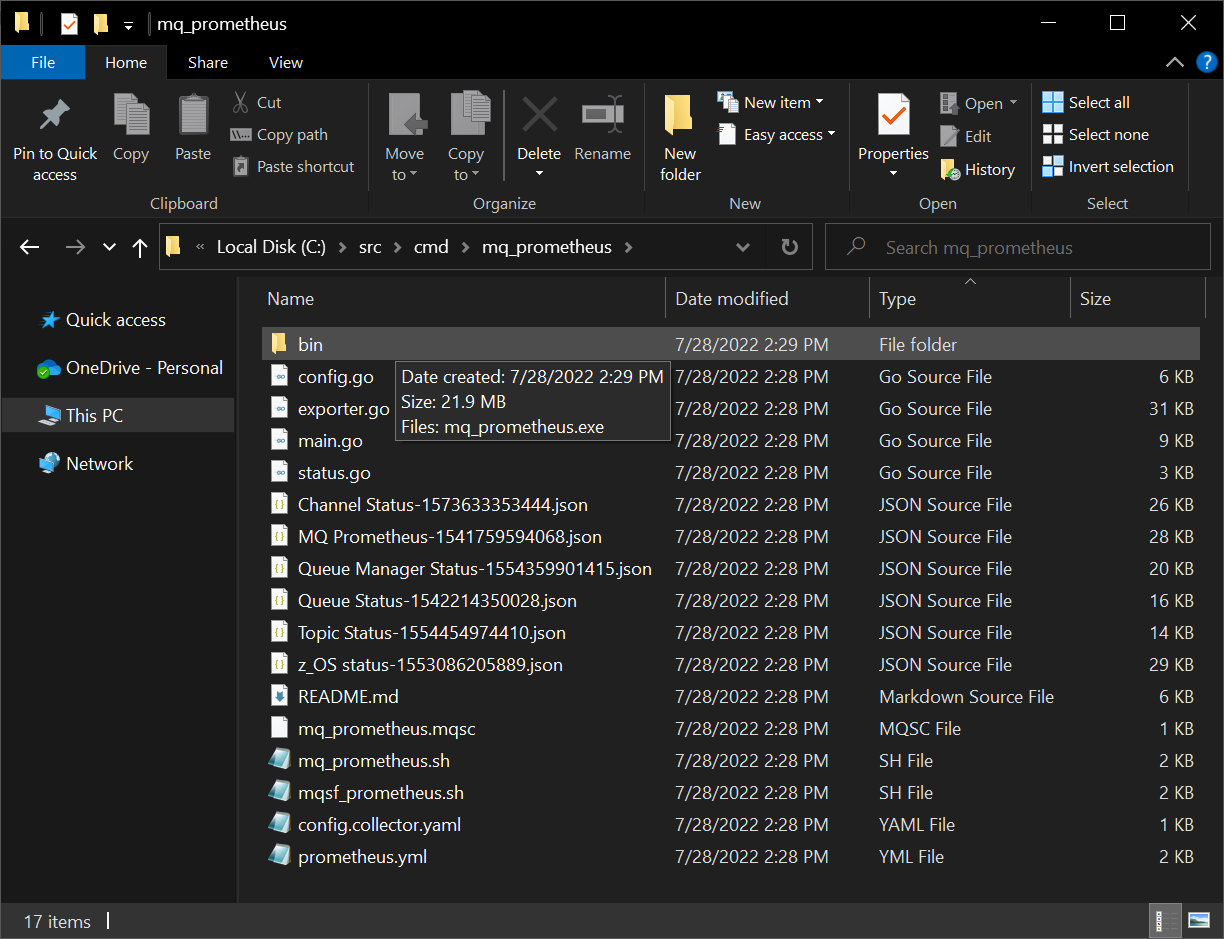 mq_prometheus
File Home Share View
Pin to Quick access
Copy
Paste
Cut
Copy path
Paste shortcut
Clipboard
Move to
Copy to
Delete
Rename
Organize
New folder
New item
Easy access
New
Properties
Open
Edit
History
Open
Select all
Select none
Invert selection
Select
« Local Disk (C:) > src > cmd > mq_prometheus >
Search mq_prometheus
Quick access
OneDrive - Personal
This PC
Network
Name Date modified Type Size
bin 7/28/2022 2:29 PM File folder
config.go 7/28/2022 2:28 PM Go Source File 6 KB
exporter.go 7/28/2022 2:28 PM Go Source File 31 KB
main.go 7/28/2022 2:28 PM Go Source File 9 KB
status.go 7/28/2022 2:28 PM Go Source File 3 KB
Date created: 7/28/2022 2:29 PM
Size: 21.9 MB
Files: mq_prometheus.exe
Channel Status-1573633353444.json 7/28/2022 2:28 PM JSON Source File 26 KB
MQ Prometheus-1541759594068.json 7/28/2022 2:28 PM JSON Source File 28 KB
Queue Manager Status-1554359901415.json 7/28/2022 2:28 PM JSON Source File 20 KB
Queue Status-1542214350028.json 7/28/2022 2:28 PM JSON Source File 16 KB
Topic Status-1554454974410.json 7/28/2022 2:28 PM JSON Source File 14 KB
z_OS status-1553086205889.json 7/28/2022 2:28 PM JSON Source File 29 KB
README.md 7/28/2022 2:28 PM Markdown Source File 6 KB
mq_prometheus.mqsc 7/28/2022 2:28 PM MQSC File 1 KB
mq_prometheus.sh 7/28/2022 2:28 PM SH File 2 KB
mqsf_prometheus.sh 7/28/2022 2:28 PM SH File 2 KB
config.collector.yaml 7/28/2022 2:28 PM YAML File 1 KB
prometheus.yml 7/28/2022 2:28 PM YML File 2 KB
17 items